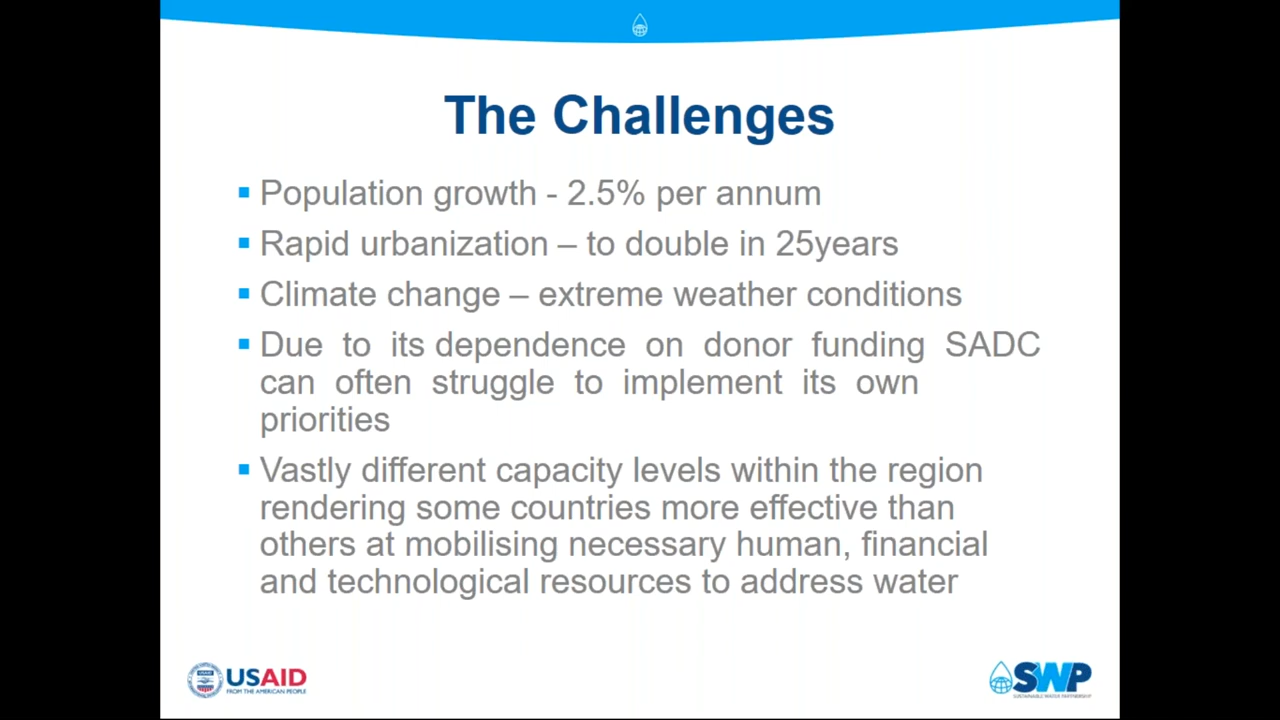 The Challenges
Population growth - 2.5% per annum
Rapid urbanization – to double in 25years
Climate change – extreme weather conditions
Due to its dependence on donor funding SADC
can often struggle to implement its own
priorities
Vastly different capacity levels within the region
rendering some countries more effective than
others at mobilising necessary human, financial
and technological resources to address water
USAID
FROM THE AMERICAN PEOPLE
SWP
SUSTAINABLE WATER PARTNERSHIP